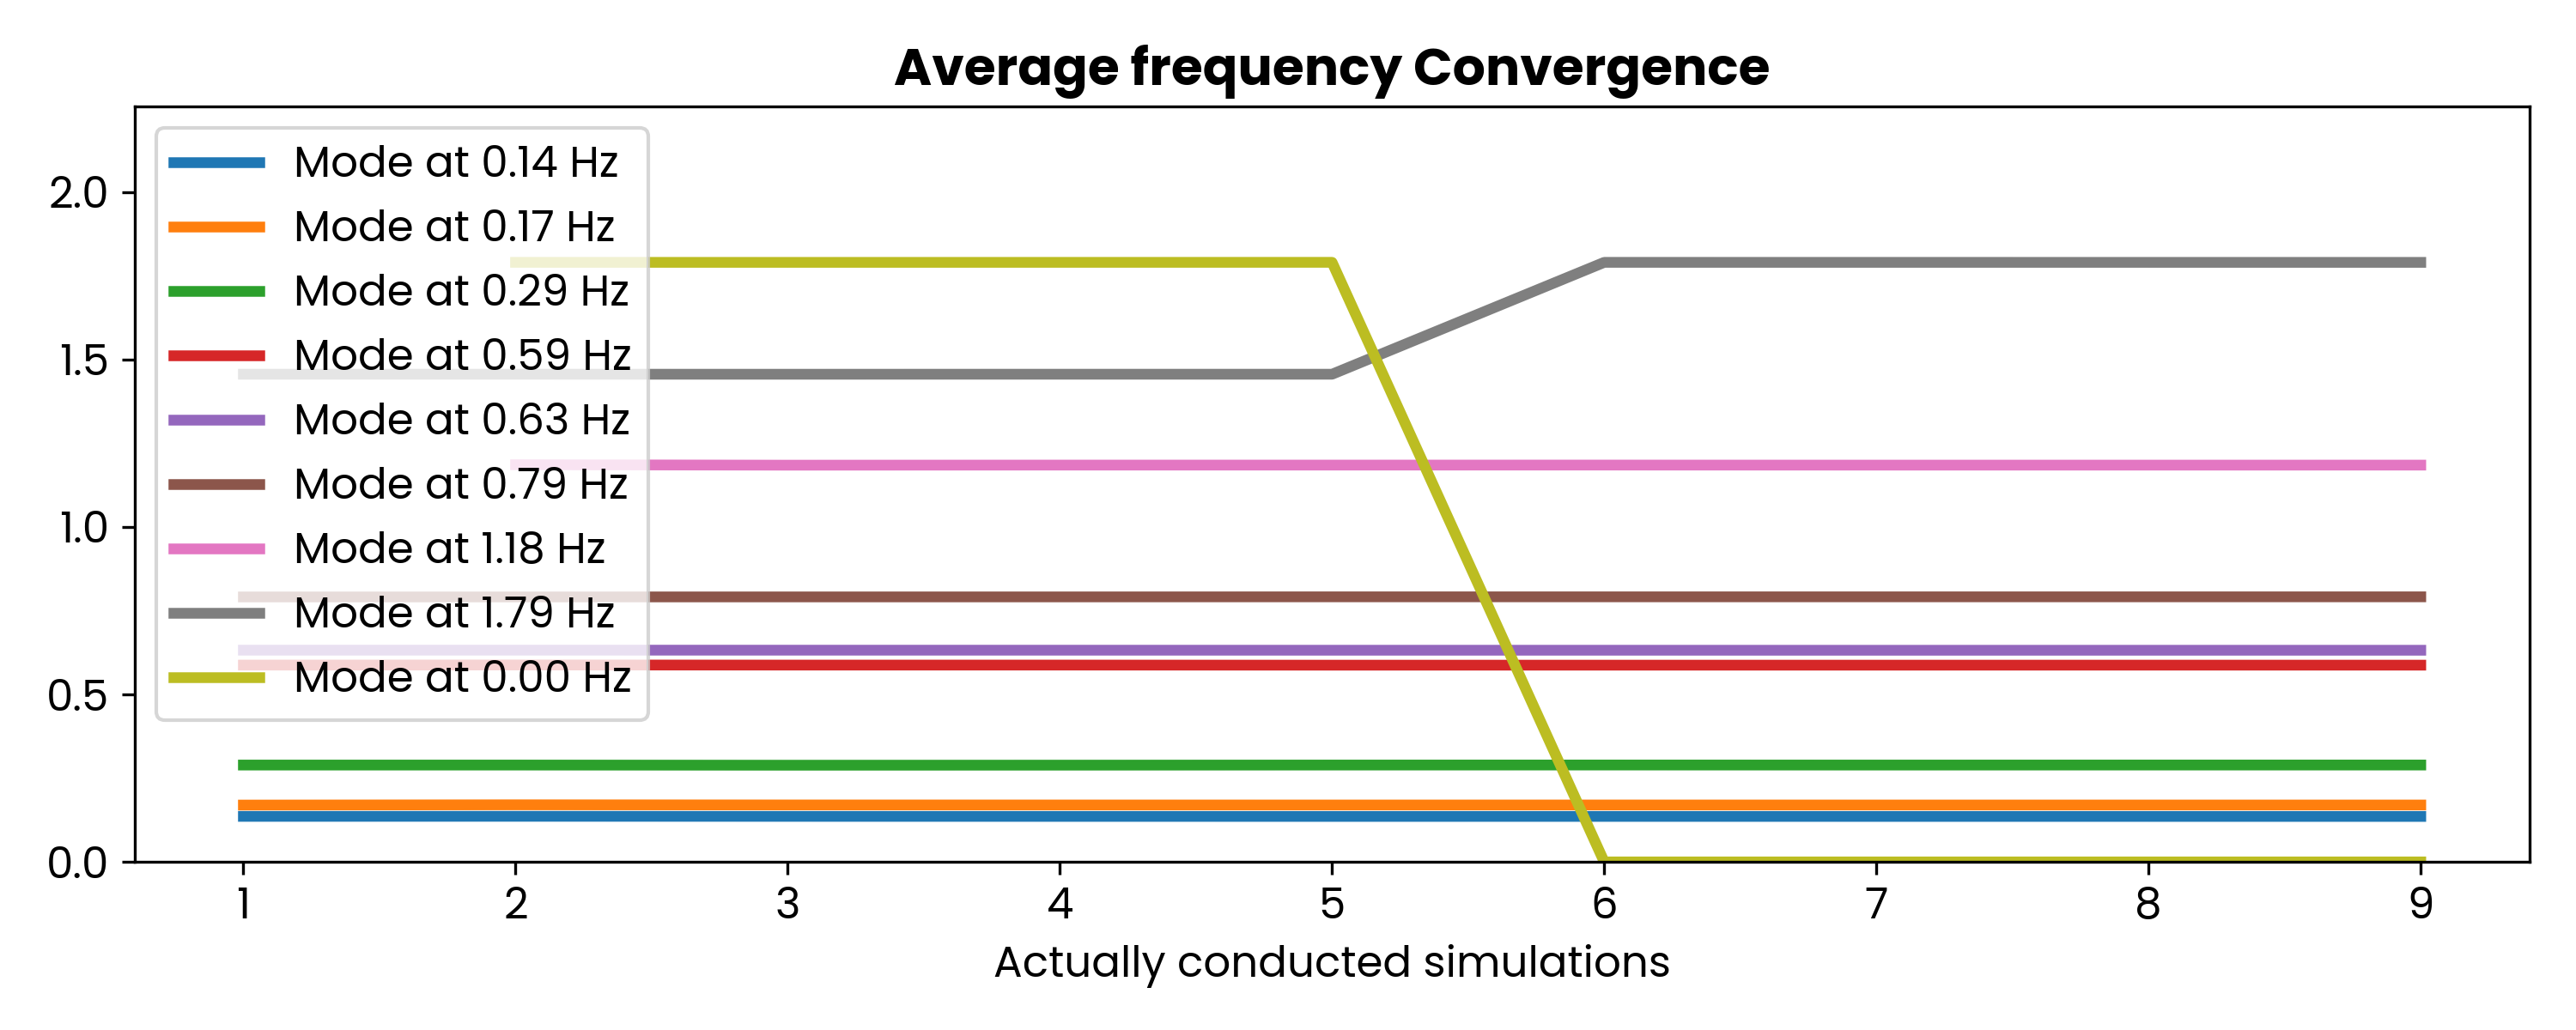 Average frequency Convergence
Mode at 0.14 Hz
Mode at 0.17 Hz
Mode at 0.29 Hz
Mode at 0.59 Hz
Mode at 0.63 Hz
Mode at 0.79 Hz
Mode at 1.18 Hz
Mode at 1.79 Hz
Mode at 0.00 Hz
2.0
1.5
1.0
0.5
0.0
1 2 3 4 5 6 7 8 9
Actually conducted simulations